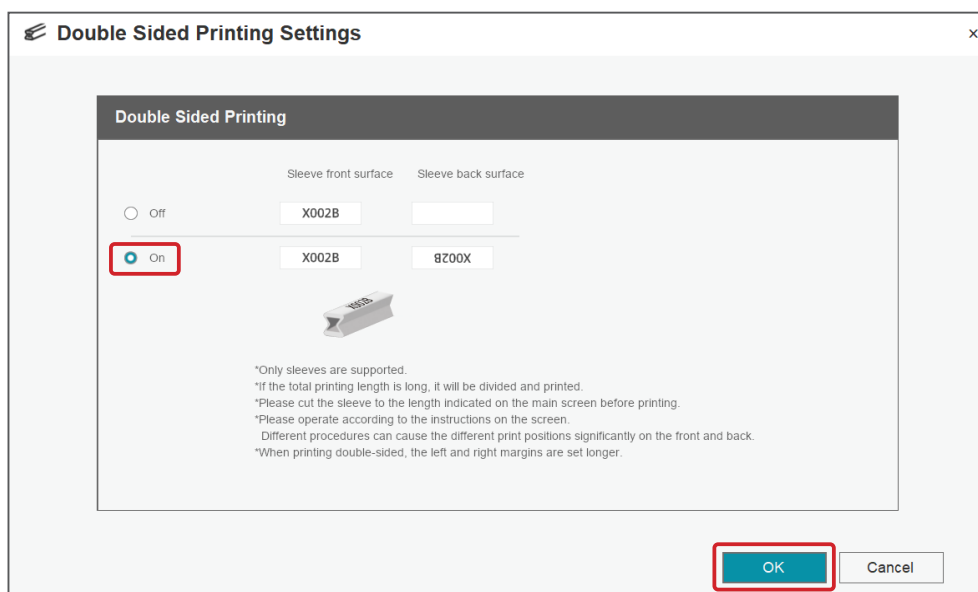 Double Sided Printing Settings
×
Double Sided Printing
Sleeve front surface Sleeve back surface
Off X002B
On X002B X002B
X002B
*Only sleeves are supported.
*If the total printing length is long, it will be divided and printed.
*Please cut the sleeve to the length indicated on the main screen before printing.
*Please operate according to the instructions on the screen.
Different procedures can cause the different print positions significantly on the front and back.
*When printing double-sided, the left and right margins are set longer.
OK Cancel